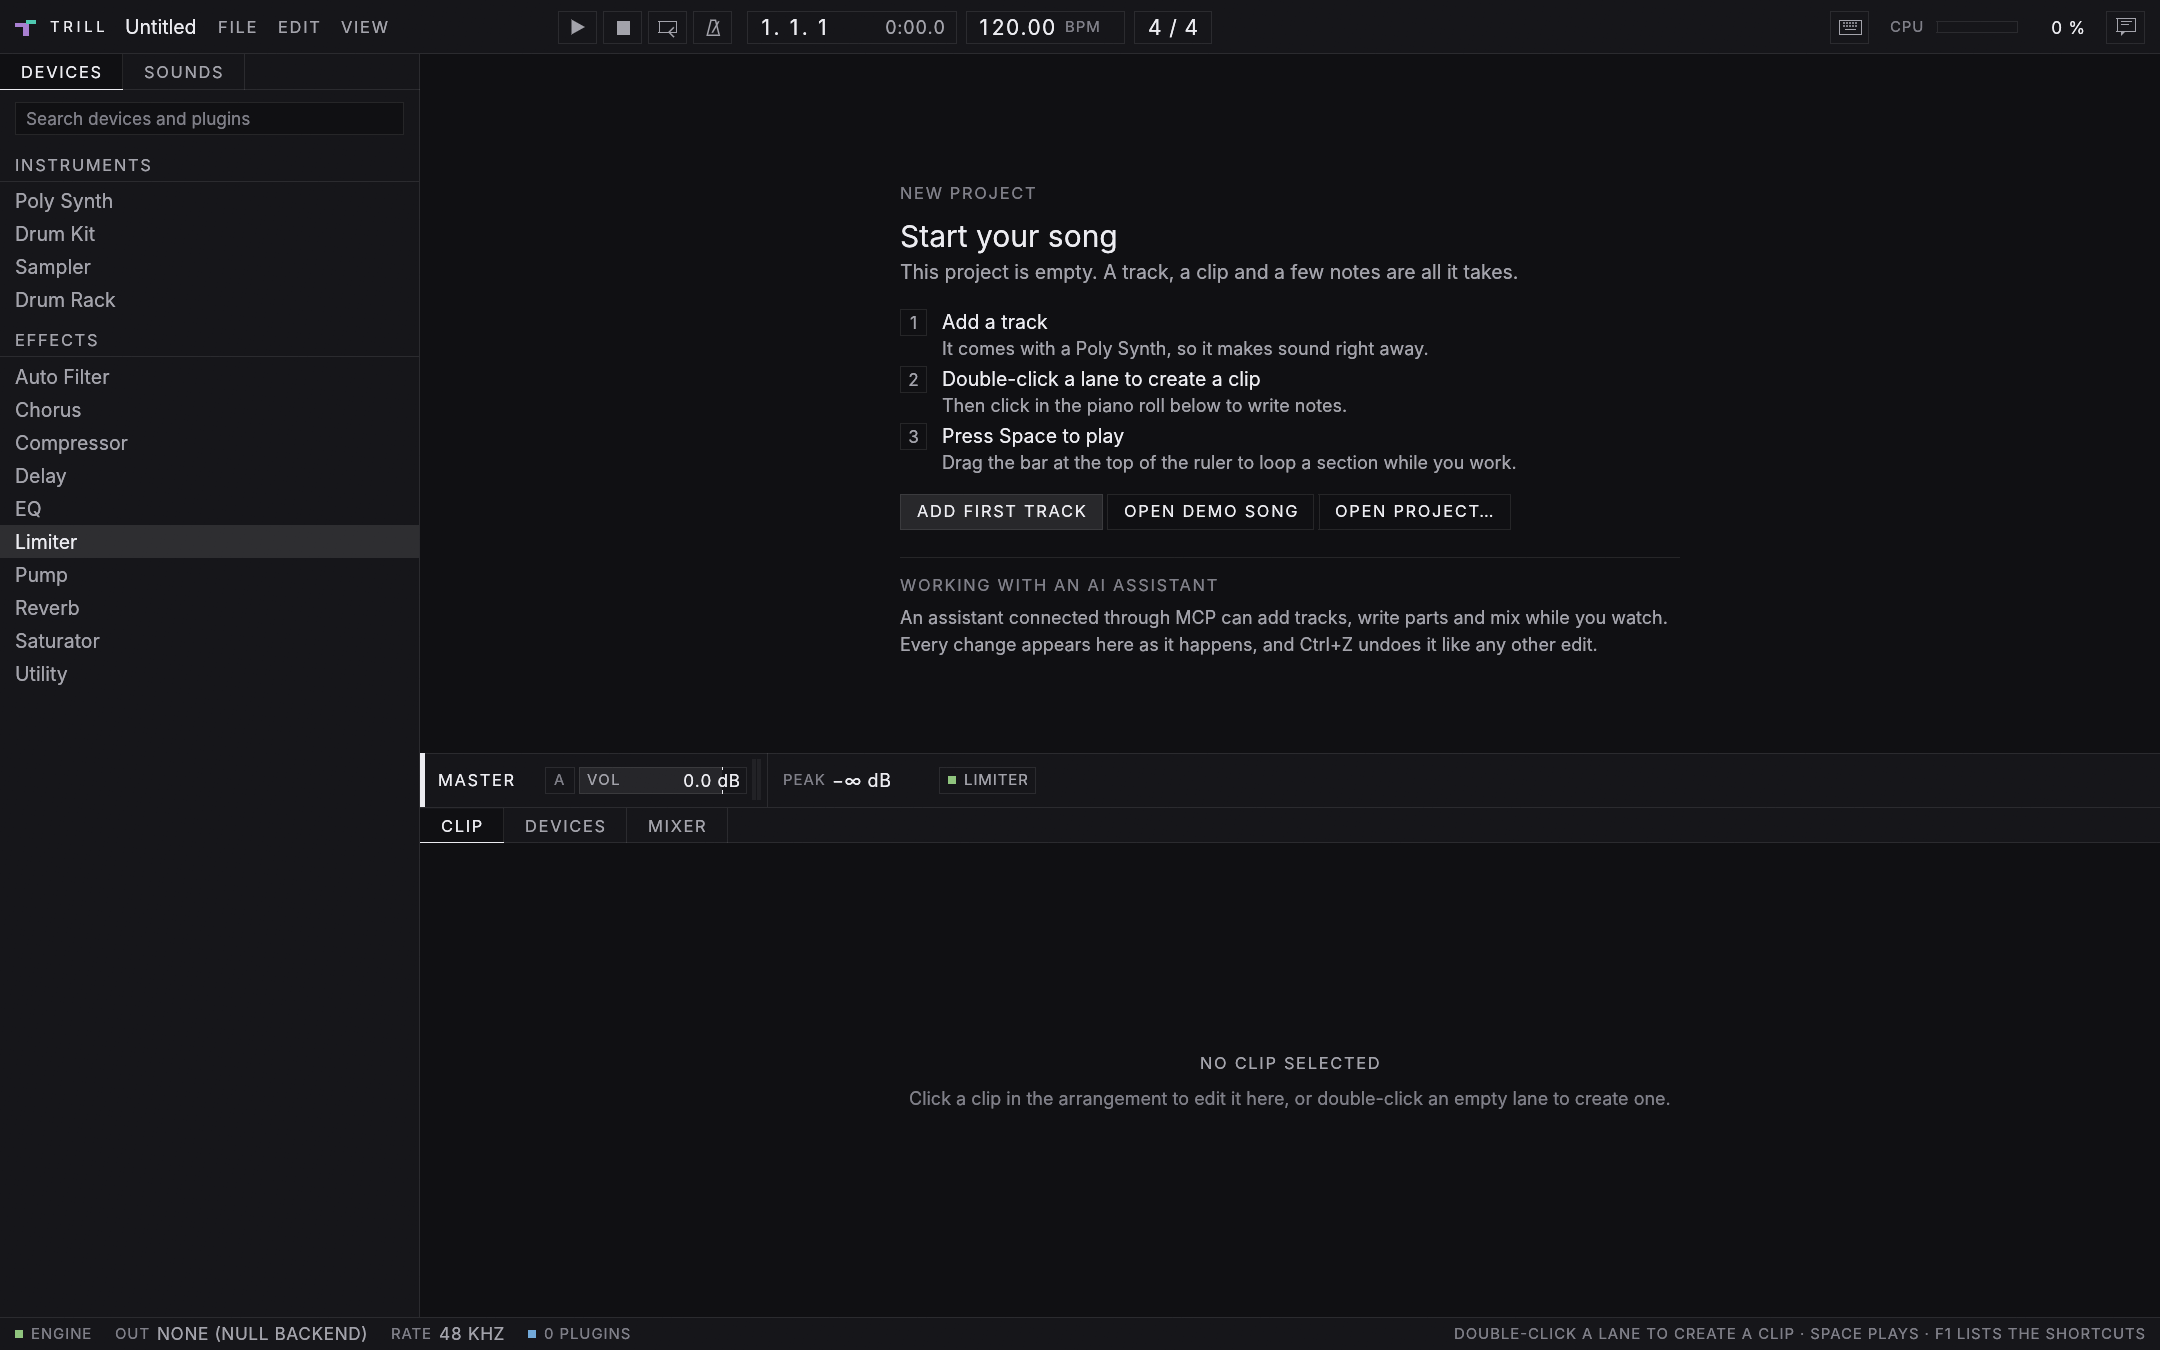 TRILL Untitled FILE EDIT VIEW 1. 1. 1 0:00.0 120.00 BPM 4 / 4 CPU 0 %
DEVICES SOUNDS
Search devices and plugins
INSTRUMENTS
Poly Synth
Drum Kit
Sampler
Drum Rack
EFFECTS
Auto Filter
Chorus
Compressor
Delay
EQ
Limiter
Pump
Reverb
Saturator
Utility
NEW PROJECT
Start your song
This project is empty. A track, a clip and a few notes are all it takes.
1 Add a track
It comes with a Poly Synth, so it makes sound right away.
2 Double-click a lane to create a clip
Then click in the piano roll below to write notes.
3 Press Space to play
Drag the bar at the top of the ruler to loop a section while you work.
ADD FIRST TRACK OPEN DEMO SONG OPEN PROJECT...
WORKING WITH AN AI ASSISTANT
An assistant connected through MCP can add tracks, write parts and mix while you watch.
Every change appears here as it happens, and Ctrl+Z undoes it like any other edit.
MASTER A VOL 0.0 dB PEAK −∞ dB LIMITER
CLIP DEVICES MIXER
NO CLIP SELECTED
Click a clip in the arrangement to edit it here, or double-click an empty lane to create one.
ENGINE OUT NONE (NULL BACKEND) RATE 48 KHZ 0 PLUGINS DOUBLE-CLICK A LANE TO CREATE A CLIP · SPACE PLAYS · F1 LISTS THE SHORTCUTS